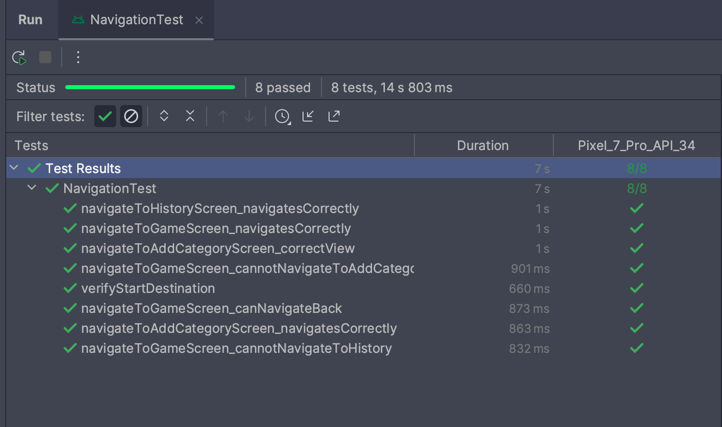 Run NavigationTest
Status 8 passed 8 tests, 14 s 803 ms
Filter tests:
Tests Duration Pixel_7_Pro_API_34
Test Results 7 s 8/8
NavigationTest 7 s 8/8
navigateToHistoryScreen_navigatesCorrectly 1 s
navigateToGameScreen_navigatesCorrectly 1 s
navigateToAddCategoryScreen_correctView 1 s
navigateToGameScreen_cannotNavigateToAddCatego 901 ms
verifyStartDestination 660 ms
navigateToGameScreen_canNavigateBack 873 ms
navigateToAddCategoryScreen_navigatesCorrectly 863 ms
navigateToGameScreen_cannotNavigateToHistory 832 ms